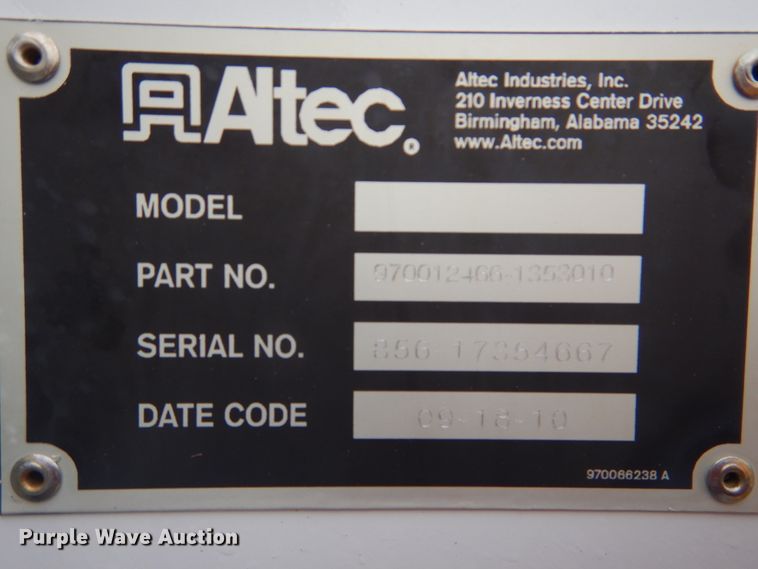 Altec®
Altec Industries, Inc.
210 Inverness Center Drive
Birmingham, Alabama 35242
www.Altec.com
MODEL
PART NO. 970012466-1353010
SERIAL NO. 856 17354667
DATE CODE 09-18-10
970066238 A
Purple Wave Auction